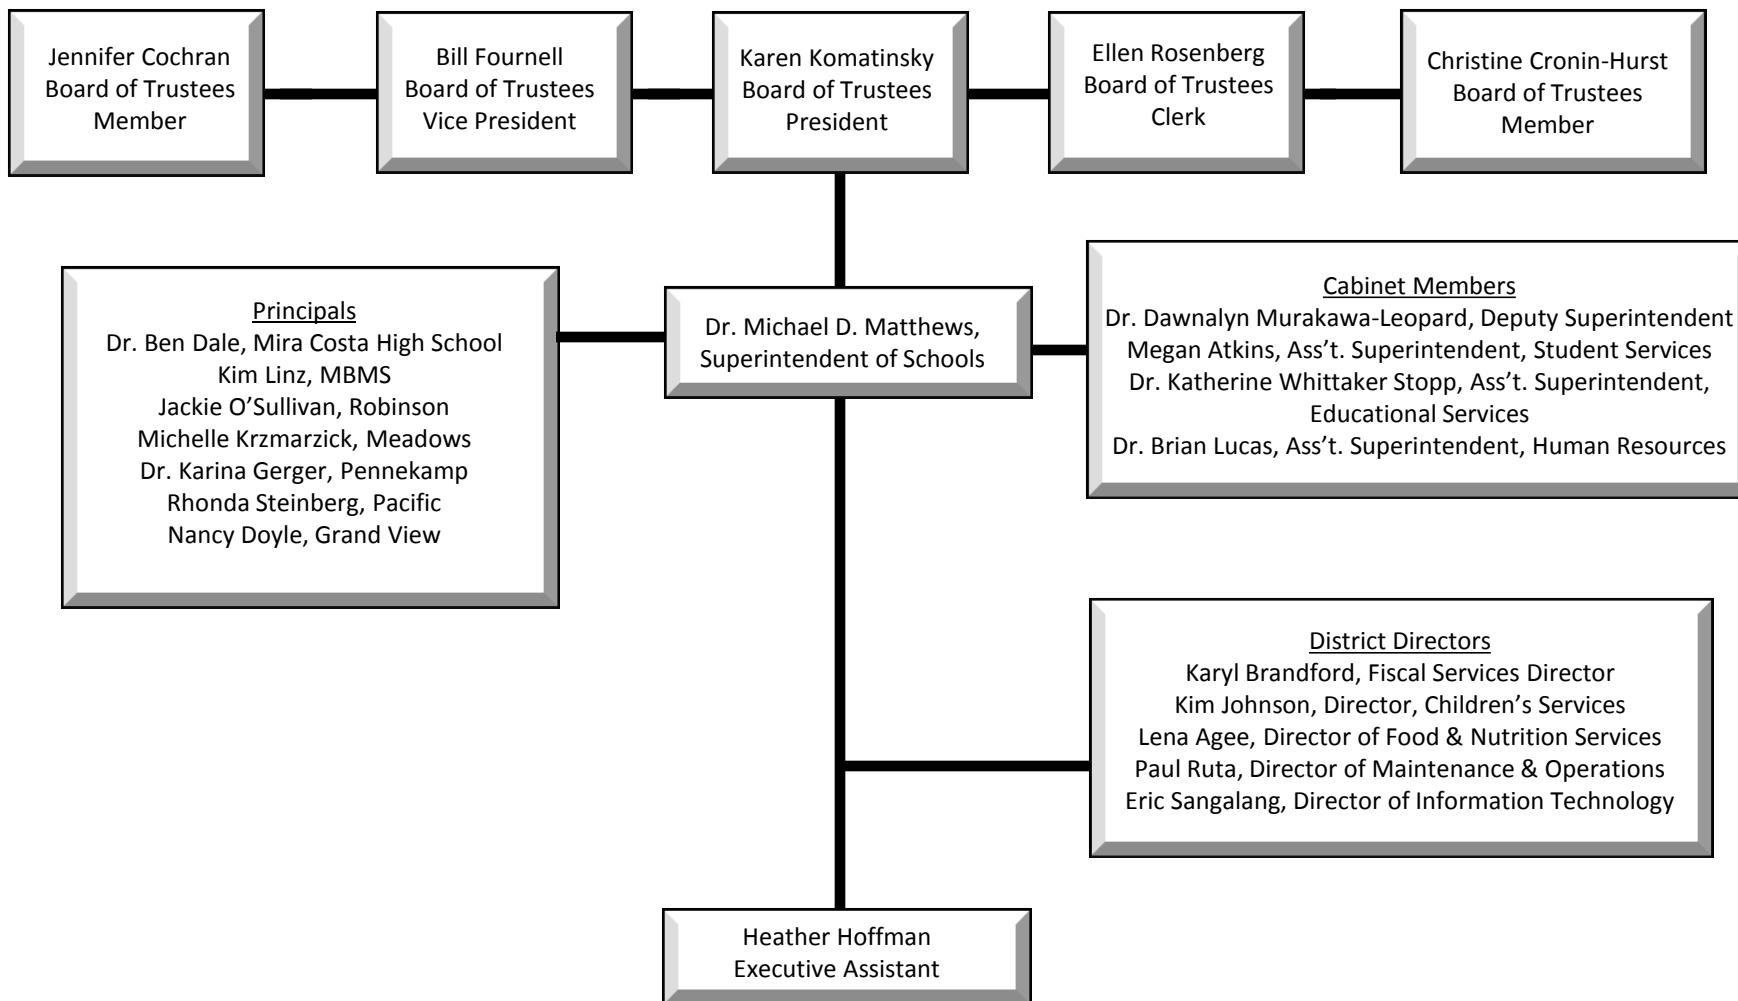 Jennifer Cochran
Board of Trustees
Member
Bill Fournell
Board of Trustees
Vice President
Karen Komatinsky
Board of Trustees
President
Ellen Rosenberg
Board of Trustees
Clerk
Christine Cronin-Hurst
Board of Trustees
Member
Principals
Dr. Ben Dale, Mira Costa High School
Kim Linz, MBMS
Jackie O’Sullivan, Robinson
Michelle Krzmarzick, Meadows
Dr. Karina Gerger, Pennekamp
Rhonda Steinberg, Pacific
Nancy Doyle, Grand View
Dr. Michael D. Matthews,
Superintendent of Schools
Cabinet Members
Dr. Dawnalyn Murakawa-Leopard, Deputy Superintendent
Megan Atkins, Ass’t. Superintendent, Student Services
Dr. Katherine Whittaker Stopp, Ass’t. Superintendent,
Educational Services
Dr. Brian Lucas, Ass’t. Superintendent, Human Resources
District Directors
Karyl Brandford, Fiscal Services Director
Kim Johnson, Director, Children’s Services
Lena Agee, Director of Food & Nutrition Services
Paul Ruta, Director of Maintenance & Operations
Eric Sangalang, Director of Information Technology
Heather Hoffman
Executive Assistant